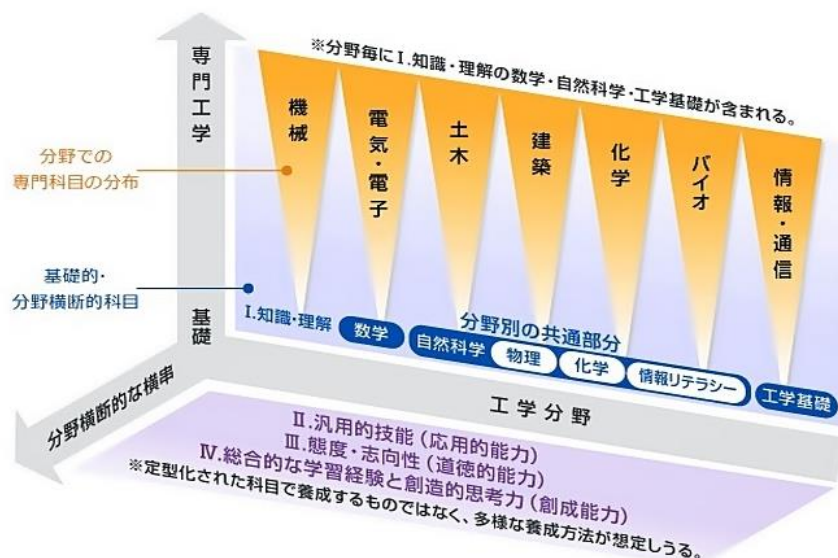 専門工学
基礎
※分野毎にⅠ.知識・理解の数学・自然科学・工学基礎が含まれる。
機械
電気・電子
土木
建築
化学
バイオ
情報・通信
分野での
専門科目の分布
基礎的・
分野横断的科目
Ⅰ.知識・理解
分野別の共通部分
数学
自然科学
物理
化学
情報リテラシー
工学基礎
工学分野
分野横断的な横串
Ⅱ.汎用的技能(応用的能力)
Ⅲ.態度・志向性(道徳的能力)
Ⅳ.総合的な学習経験と創造的思考力(創成能力)
※定型化された科目で養成するものではなく、多様な養成方法が想定しうる。